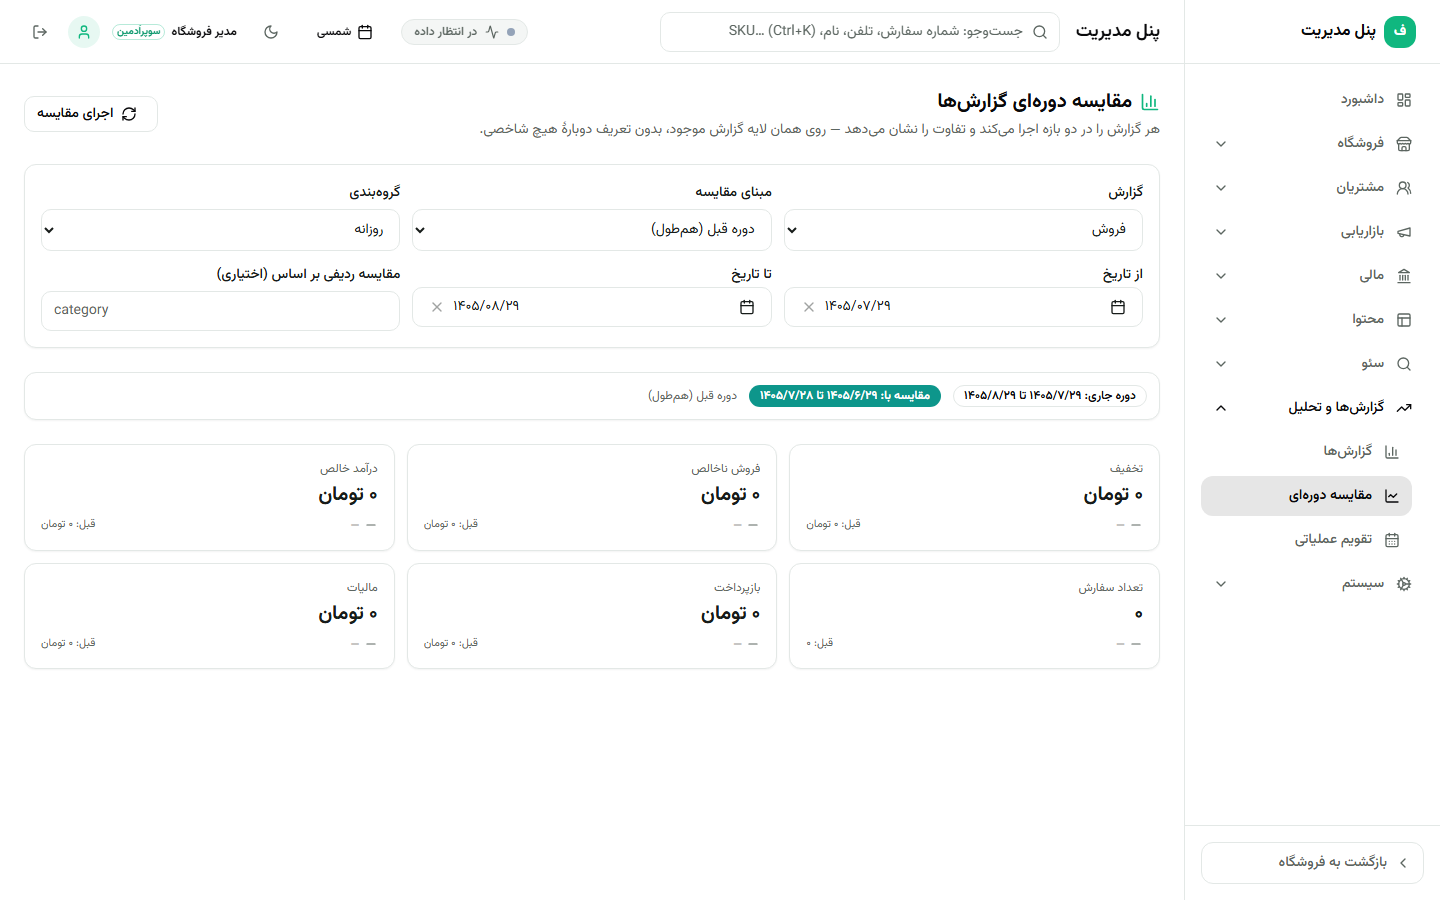 ف
پنل مدیریت
داشبورد
فروشگاه
مشتریان
بازاریابی
مالی
محتوا
سئو
گزارش‌ها و تحلیل
گزارش‌ها
مقایسه دوره‌ای
تقویم عملیاتی
سیستم
بازگشت به فروشگاه
پنل مدیریت
جست‌وجو: شماره سفارش، تلفن، نام، SKU... (Ctrl+K)
در انتظار داده
شمسی
مدیر فروشگاه
سوپرادمین
مقایسه دوره‌ای گزارش‌ها
هر گزارش را در دو بازه اجرا می‌کند و تفاوت را نشان می‌دهد — روی همان لایه گزارش موجود، بدون تعریف دوبارهٔ هیچ شاخصی.
اجرای مقایسه
گزارش
فروش
مبنای مقایسه
دوره قبل (هم‌طول)
گروه‌بندی
روزانه
از تاریخ
۱۴۰۵/۰۷/۲۹
تا تاریخ
۱۴۰۵/۰۸/۲۹
مقایسه ردیفی بر اساس (اختیاری)
category
دوره جاری: ۱۴۰۵/۷/۲۹ تا ۱۴۰۵/۸/۲۹
مقایسه با: ۱۴۰۵/۶/۲۹ تا ۱۴۰۵/۷/۲۸
دوره قبل (هم‌طول)
تخفیف
۰ تومان
— —
قبل: ۰ تومان
فروش ناخالص
۰ تومان
— —
قبل: ۰ تومان
درآمد خالص
۰ تومان
— —
قبل: ۰ تومان
تعداد سفارش
۰
— —
قبل: ۰
بازپرداخت
۰ تومان
— —
قبل: ۰ تومان
مالیات
۰ تومان
— —
قبل: ۰ تومان